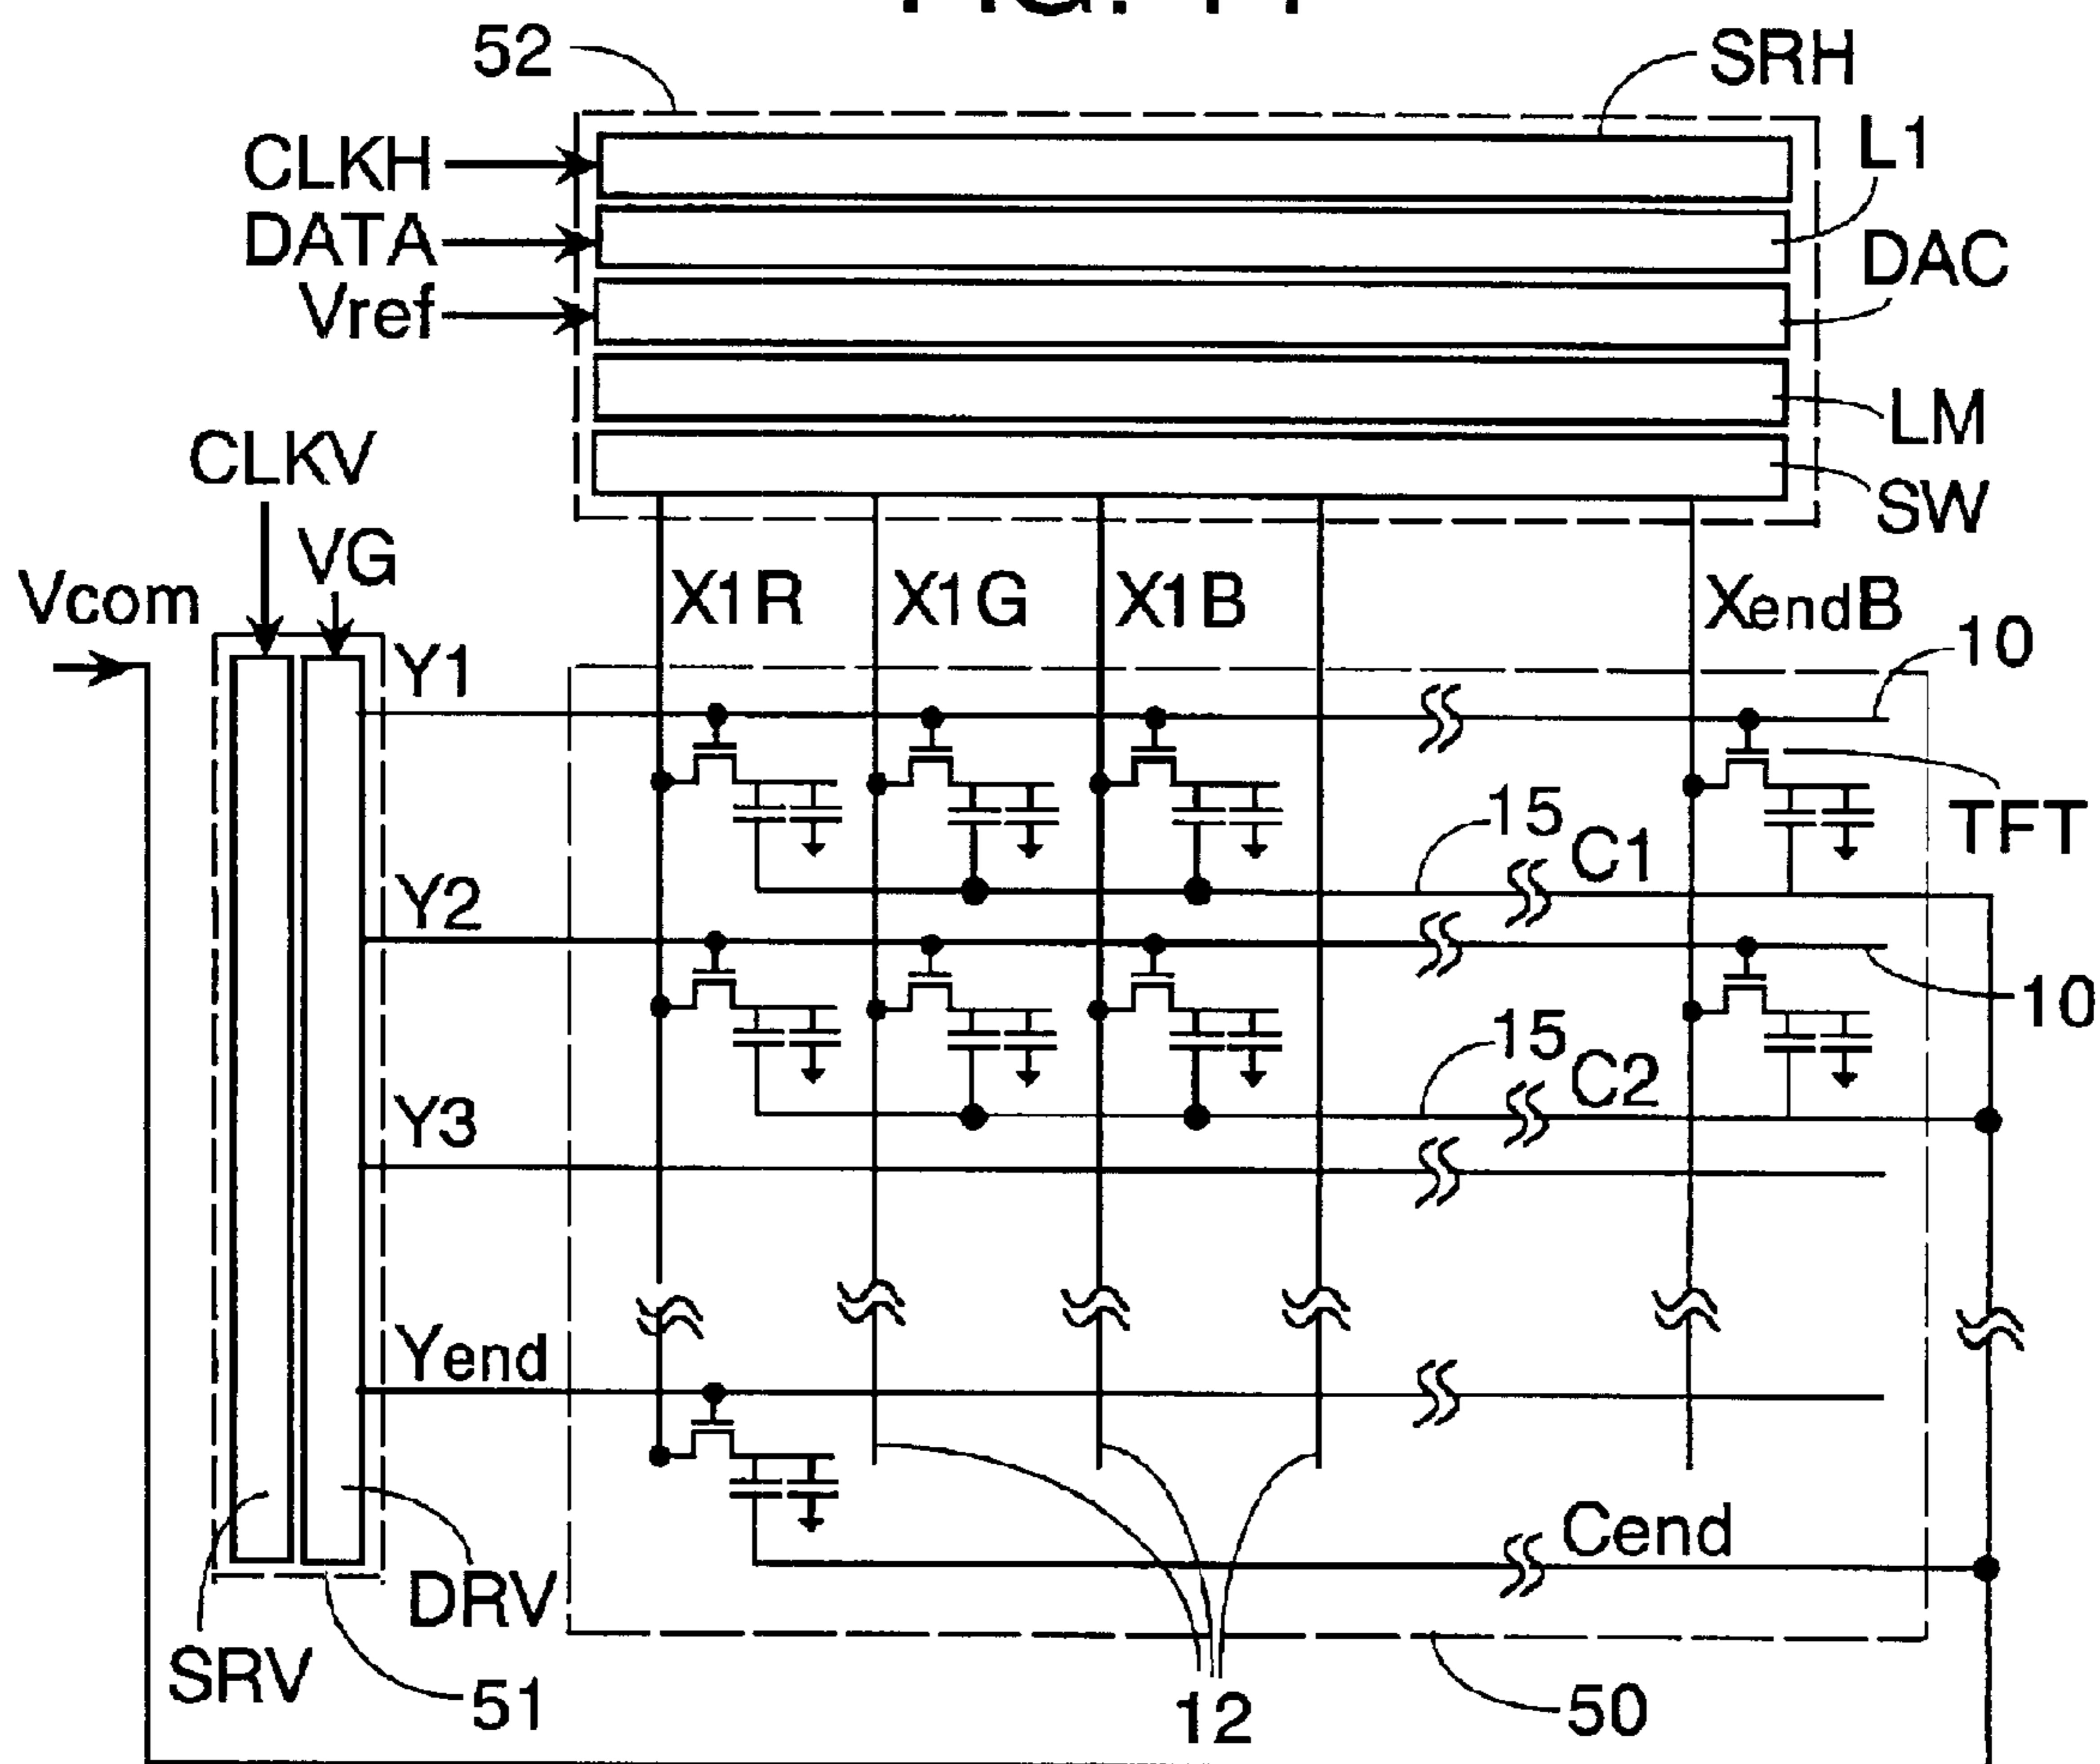 52
SRH
CLKH
L1
DATA
DAC
Vref
LM
CLKV
SW
VG
Vcom
X1R X1G X1B XendB
10
Y1
TFT
15 C1
Y2
10
15 C2
Y3
Yend
Cend
DRV
SRV
51
12
50